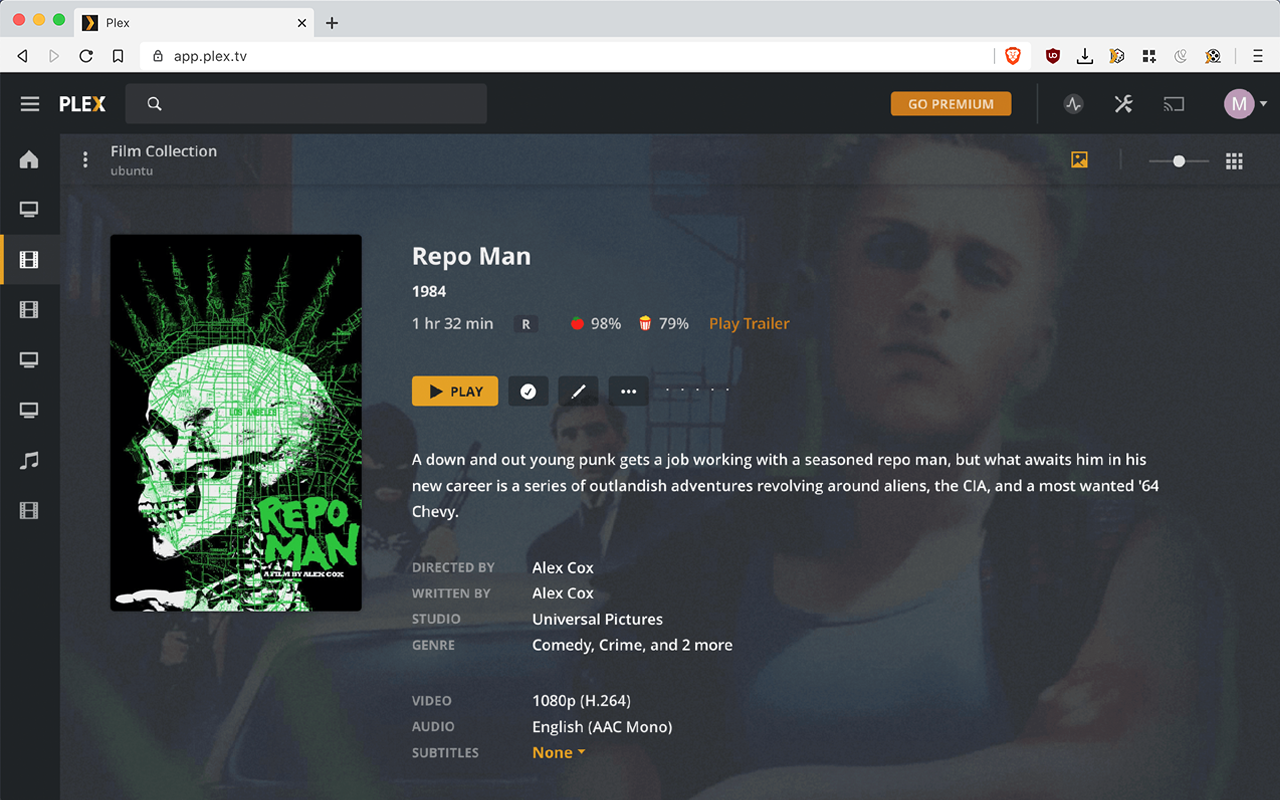 Plex
app.plex.tv
PLEX
GO PREMIUM
M
Film Collection
ubuntu
Repo Man
1984
1 hr 32 min R 98% 79% Play Trailer
PLAY
A down and out young punk gets a job working with a seasoned repo man, but what awaits him in his
new career is a series of outlandish adventures revolving around aliens, the CIA, and a most wanted '64
Chevy.
DIRECTED BY Alex Cox
WRITTEN BY Alex Cox
STUDIO Universal Pictures
GENRE Comedy, Crime, and 2 more
VIDEO 1080p (H.264)
AUDIO English (AAC Mono)
SUBTITLES None
LOS ANGELES
REPO
MAN
A FILM BY ALEX COX